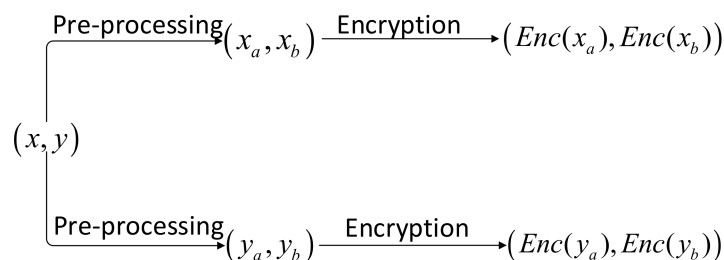 Pre-processing (x_a, x_b) Encryption (Enc(x_a), Enc(x_b))
(x, y)
Pre-processing (y_a, y_b) Encryption (Enc(y_a), Enc(y_b))